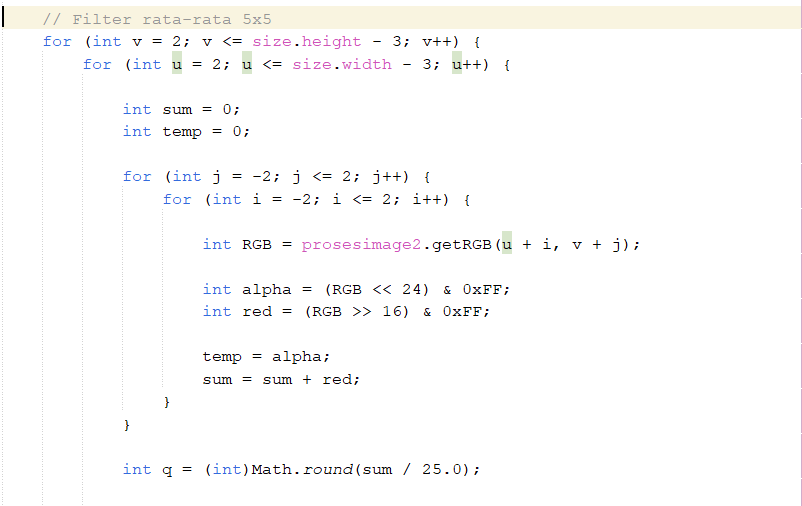 // Filter rata-rata 5x5
for (int v = 2; v <= size.height - 3; v++) {
for (int u = 2; u <= size.width - 3; u++) {
int sum = 0;
int temp = 0;
for (int j = -2; j <= 2; j++) {
for (int i = -2; i <= 2; i++) {
int RGB = prosesimage2.getRGB(u + i, v + j);
int alpha = (RGB << 24) & 0xFF;
int red = (RGB >> 16) & 0xFF;
temp = alpha;
sum = sum + red;
}
}
int q = (int)Math.round(sum / 25.0);